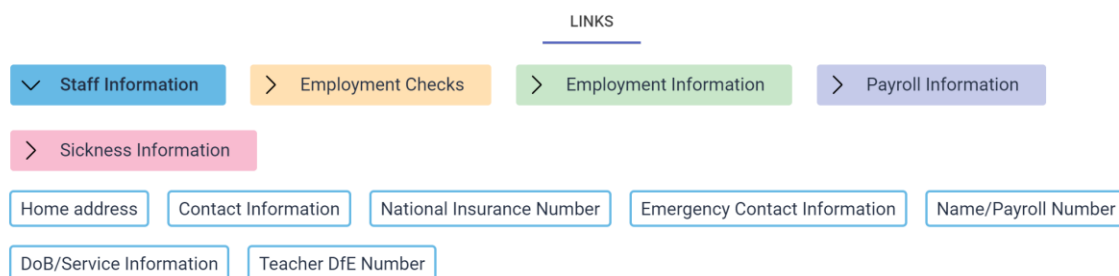 LINKS
Staff Information Employment Checks Employment Information Payroll Information
Sickness Information
Home address Contact Information National Insurance Number Emergency Contact Information Name/Payroll Number
DoB/Service Information Teacher DfE Number